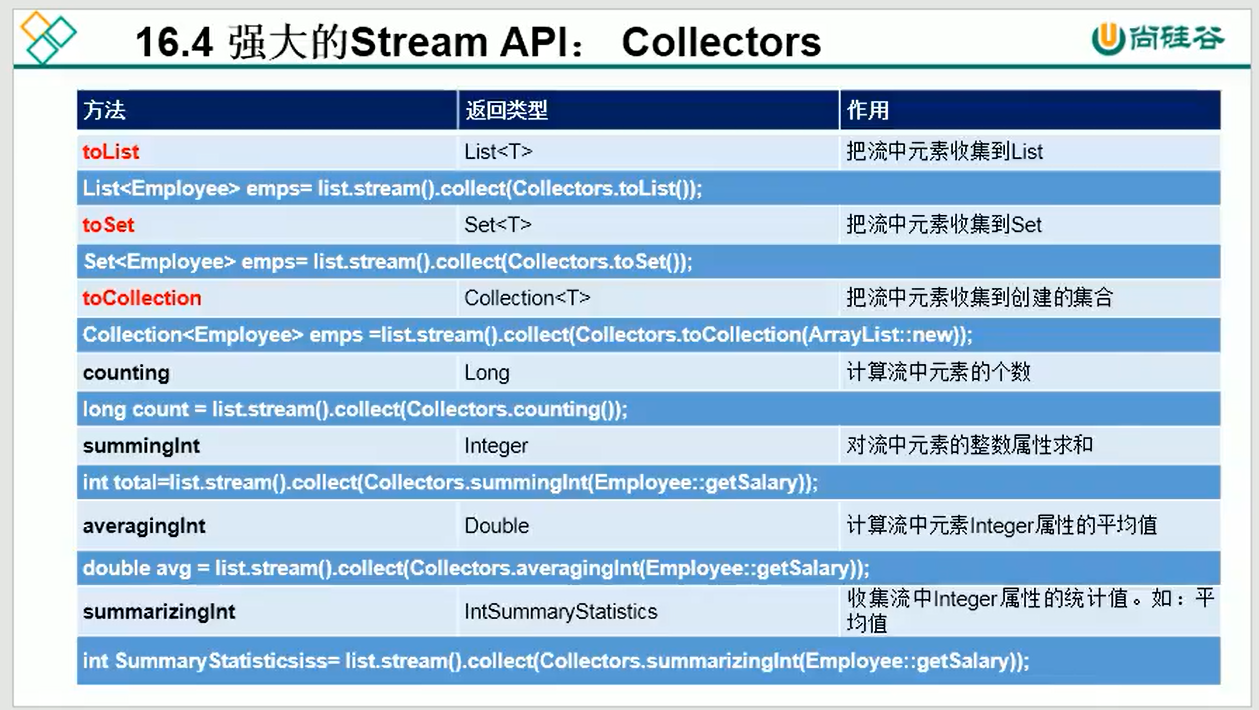 16.4 强大的Stream API： Collectors
尚硅谷
方法 返回类型 作用
toList List<T> 把流中元素收集到List
List<Employee> emps= list.stream().collect(Collectors.toList());
toSet Set<T> 把流中元素收集到Set
Set<Employee> emps= list.stream().collect(Collectors.toSet());
toCollection Collection<T> 把流中元素收集到创建的集合
Collection<Employee> emps =list.stream().collect(Collectors.toCollection(ArrayList::new));
counting Long 计算流中元素的个数
long count = list.stream().collect(Collectors.counting());
summingInt Integer 对流中元素的整数属性求和
int total=list.stream().collect(Collectors.summingInt(Employee::getSalary));
averagingInt Double 计算流中元素Integer属性的平均值
double avg = list.stream().collect(Collectors.averagingInt(Employee::getSalary));
summarizingInt IntSummaryStatistics 收集流中Integer属性的统计值。如：平
均值
int SummaryStatisticsiss= list.stream().collect(Collectors.summarizingInt(Employee::getSalary));